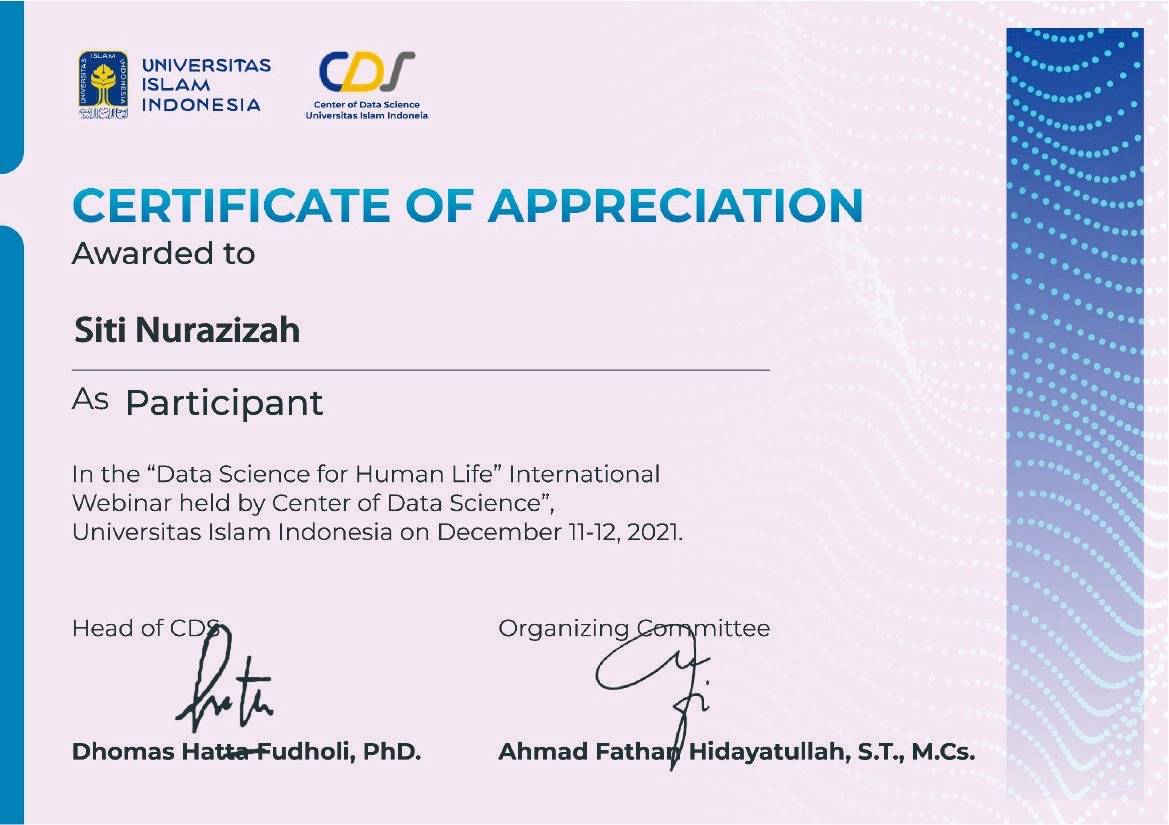 UNIVERSITAS
ISLAM
INDONESIA
CDS
Center of Data Science
Universitas Islam Indoneia
CERTIFICATE OF APPRECIATION
Awarded to
Siti Nurazizah
As Participant
In the “Data Science for Human Life” International
Webinar held by Center of Data Science”,
Universitas Islam Indonesia on December 11-12, 2021.
Head of CDS
Organizing Committee
Dhomas Hatta Fudholi, PhD.
Ahmad Fathan Hidayatullah, S.T., M.Cs.